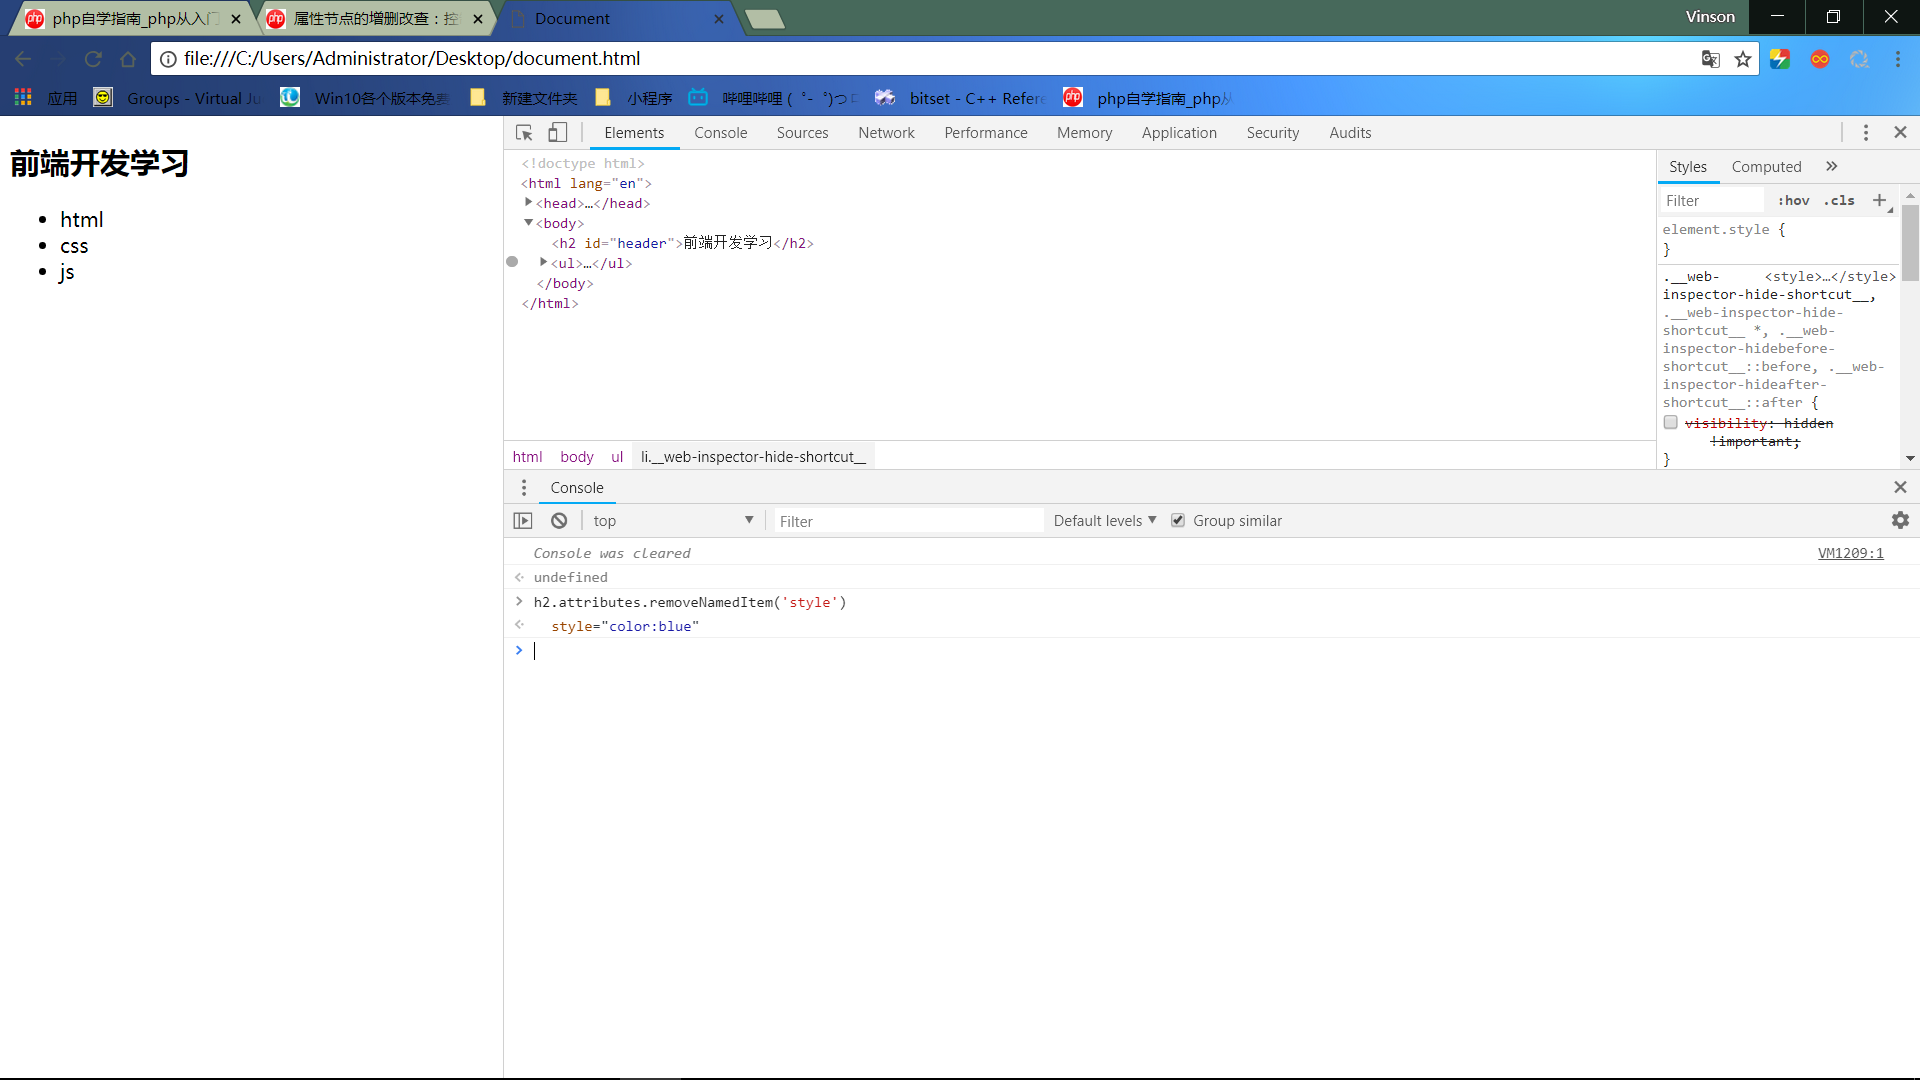 php自学指南_php从入门
属性节点的增删改查：控
Document
Vinson
file:///C:/Users/Administrator/Desktop/document.html
应用
Groups - Virtual Ju
Win10各个版本免费
新建文件夹
小程序
哔哩哔哩 ( ゜- ゜)つロ
bitset - C++ Refere
php自学指南_php从
前端开发学习
html
css
js
Elements Console Sources Network Performance Memory Application Security Audits
<!doctype html>
<html lang="en">
<head>…</head>
<body>
<h2 id="header">前端开发学习</h2>
<ul>…</ul>
</body>
</html>
html body ul li.__web-inspector-hide-shortcut__
Styles Computed »
Filter :hov .cls +
element.style {
}
.__web- <style>…</style>
inspector-hide-shortcut__,
.__web-inspector-hide-
shortcut__ *, .__web-
inspector-hidebefore-
shortcut__::before, .__web-
inspector-hideafter-
shortcut__::after {
visibility: hidden
!important;
}
Console
top Filter Default levels Group similar
Console was cleared VM1209:1
undefined
h2.attributes.removeNamedItem('style')
style="color:blue"